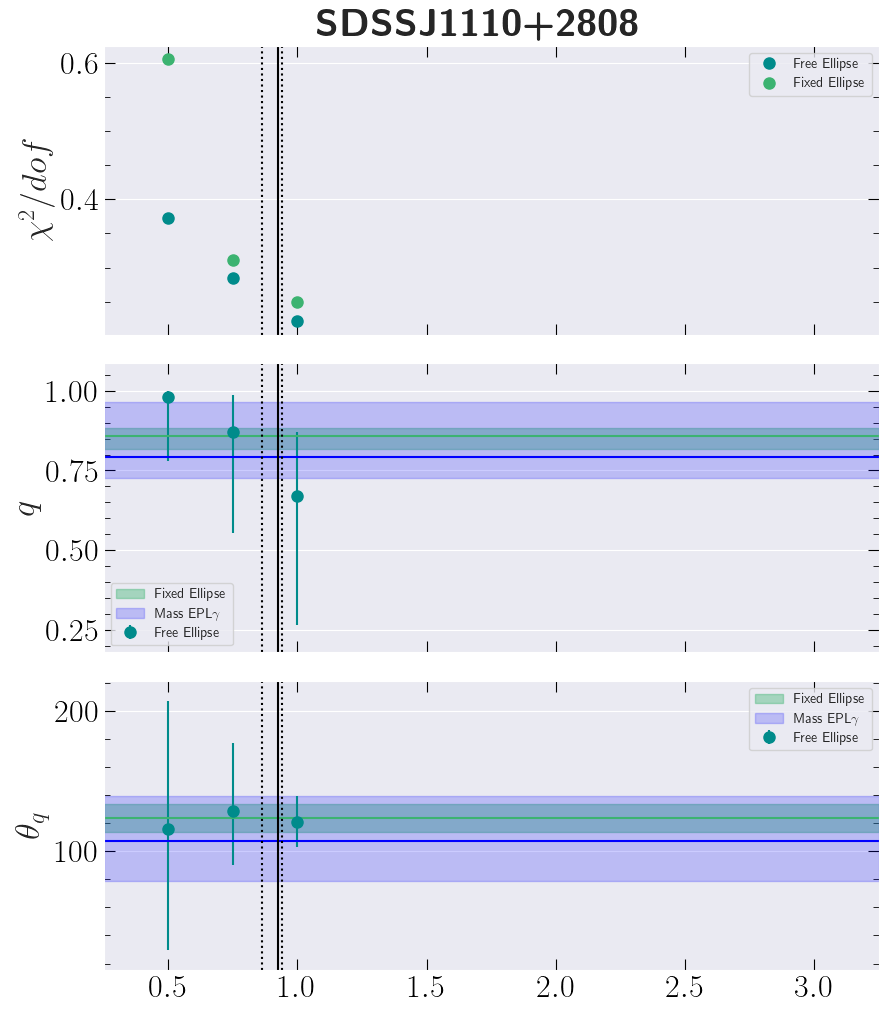 SDSSJ1110+2808
0.6
0.4
χ²/dof
Free Ellipse
Fixed Ellipse
1.00
0.75
0.50
0.25
q
Fixed Ellipse
Mass EPLγ
Free Ellipse
200
100
θ_q
Fixed Ellipse
Mass EPLγ
Free Ellipse
0.5 1.0 1.5 2.0 2.5 3.0